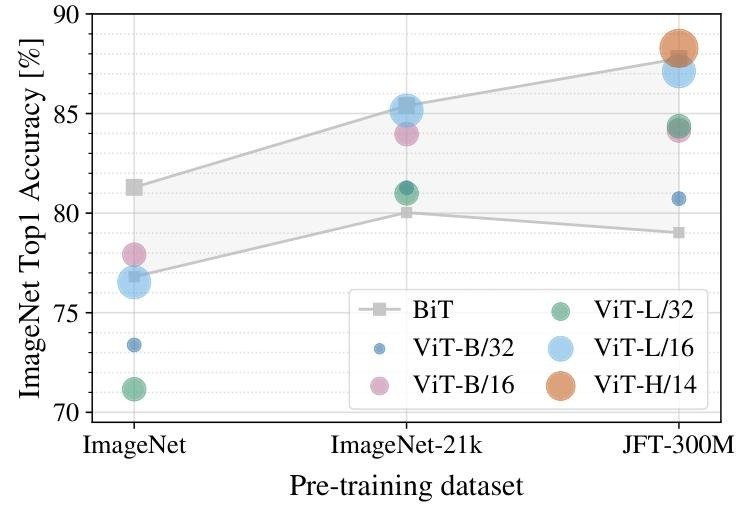 ImageNet Top1 Accuracy [%]
90
85
80
75
70
BiT
ViT-B/32
ViT-B/16
ViT-L/32
ViT-L/16
ViT-H/14
ImageNet
ImageNet-21k
JFT-300M
Pre-training dataset